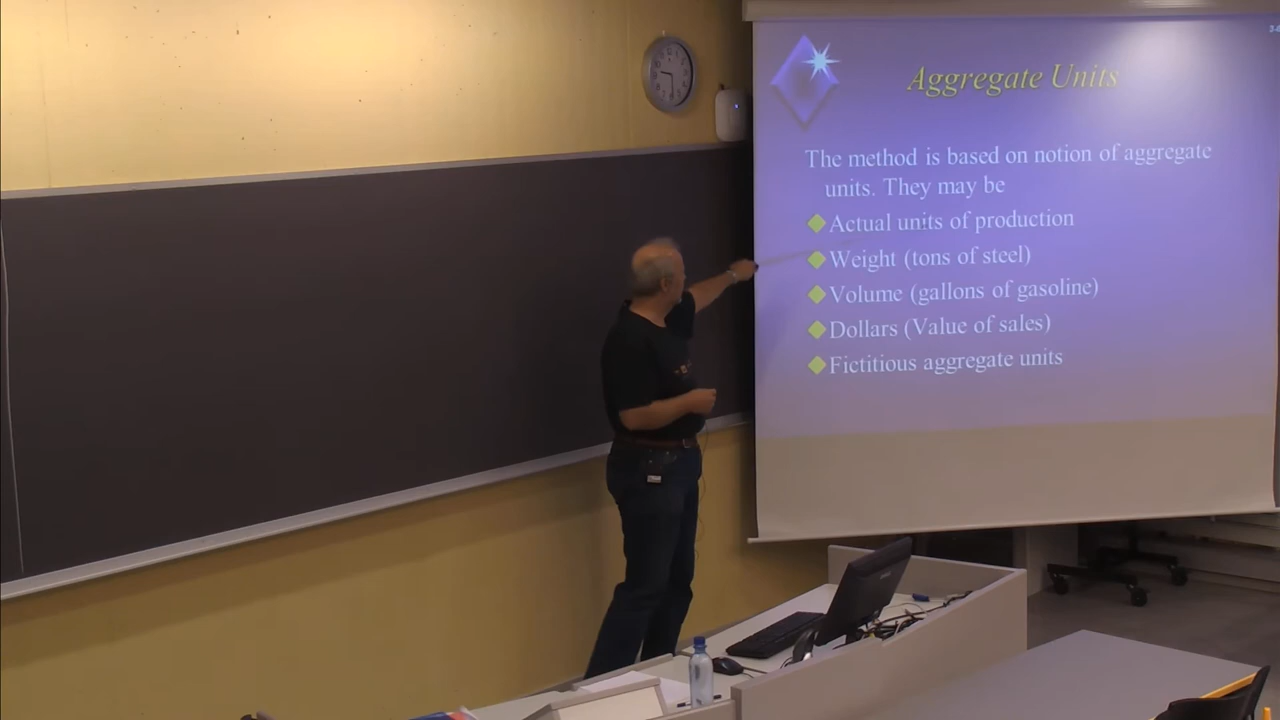 Aggregate Units
The method is based on notion of aggregate
units. They may be
Actual units of production
Weight (tons of steel)
Volume (gallons of gasoline)
Dollars (Value of sales)
Fictitious aggregate units